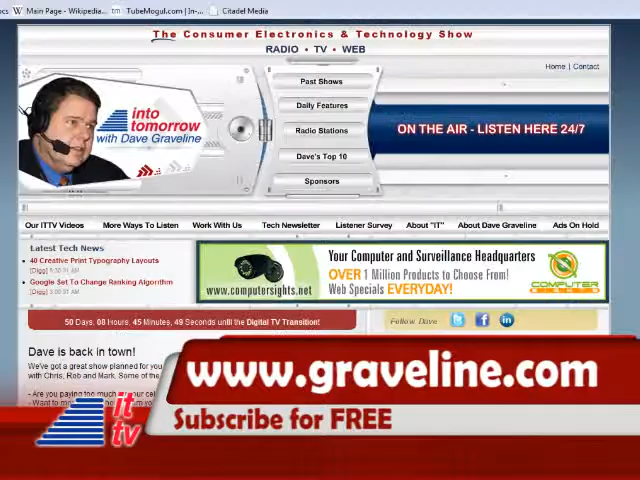 Main Page - Wikipedia...
TubeMogul.com | In-...
Citadel Media
The Consumer Electronics & Technology Show
RADIO • TV • WEB
Home | Contact
into
tomorrow
with Dave Graveline
Past Shows
Daily Features
Radio Stations
Dave's Top 10
Sponsors
ON THE AIR - LISTEN HERE 24/7
Our ITTV Videos
More Ways To Listen
Work With Us
Tech Newsletter
Listener Survey
About "IT"
About Dave Graveline
Ads On Hold
Latest Tech News
40 Creative Print Typography Layouts
Google Set To Change Ranking Algorithm
www.computersights.net
Your Computer and Surveillance Headquarters
OVER 1 Million Products to Choose From!
Web Specials EVERYDAY!
COMPUTER
SIGHTS
50 Days, 08 Hours, 45 Minutes, 49 Seconds until the Digital TV Transition!
Follow Dave
Dave is back in town!
We've got a great show planned for you
with Chris, Rob and Mark. Some of the
- Are you paying too much
www.graveline.com
Subscribe for FREE
it
tv